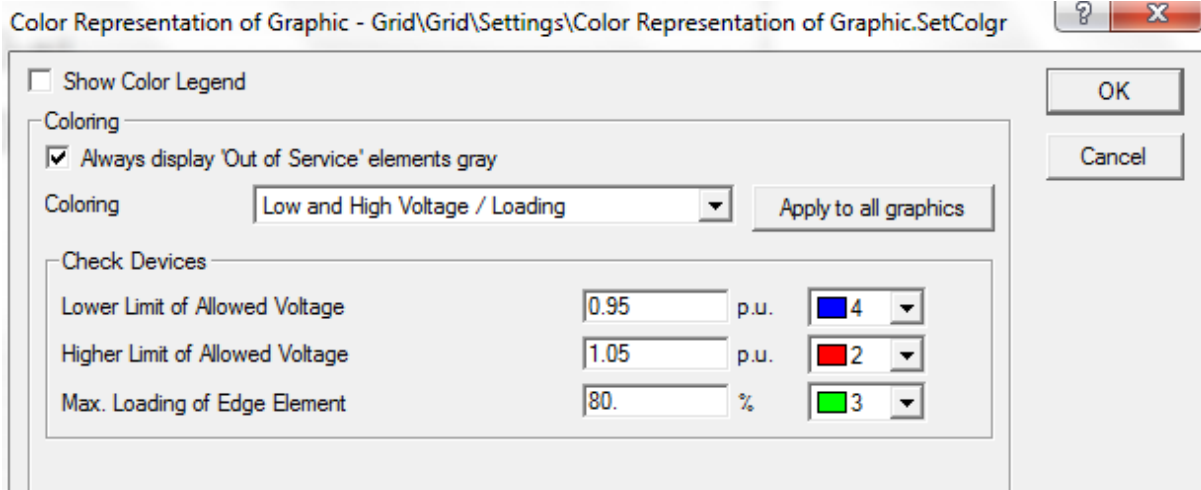 Color Representation of Graphic - Grid\Grid\Settings\Color Representation of Graphic.SetColgr
Show Color Legend
OK
Coloring
Always display 'Out of Service' elements gray
Cancel
Coloring Low and High Voltage / Loading Apply to all graphics
Check Devices
Lower Limit of Allowed Voltage 0.95 p.u. 4
Higher Limit of Allowed Voltage 1.05 p.u. 2
Max. Loading of Edge Element 80. % 3